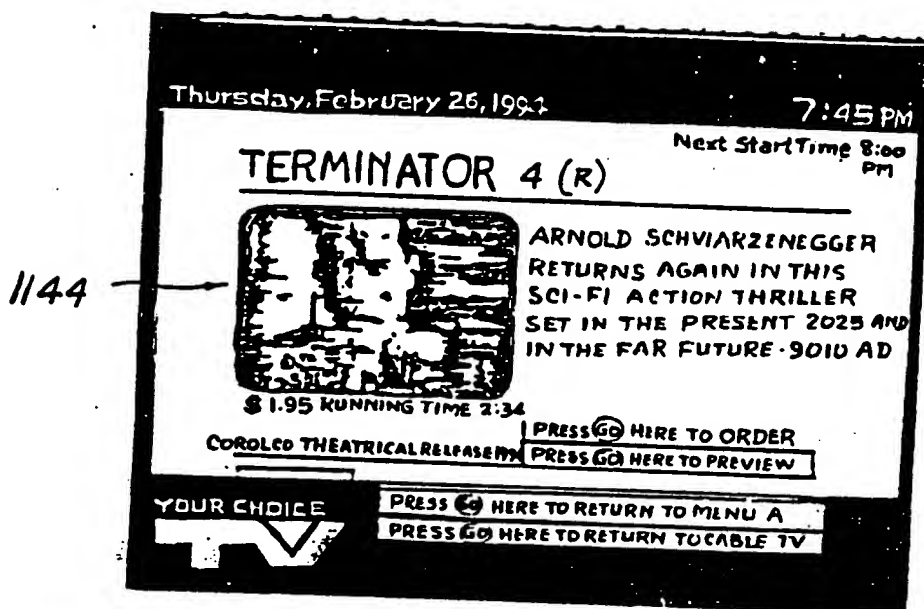 Thursday, February 26, 1992
7:45 PM
Next Start Time 8:00
PM
TERMINATOR 4 (R)
1144
ARNOLD SCHVIARZENEGGER
RETURNS AGAIN IN THIS
SCI-FI ACTION THRILLER
SET IN THE PRESENT 2025 AND
IN THE FAR FUTURE - 9010 AD
$ 1.95 RUNNING TIME 2:34
COROLCO THEATRICAL RELEASE
PRESS GO HERE TO ORDER
PRESS GO HERE TO PREVIEW
YOUR CHOICE
TV
PRESS GO HERE TO RETURN TO MENU A
PRESS GO HERE TO RETURN TO CABLE TV